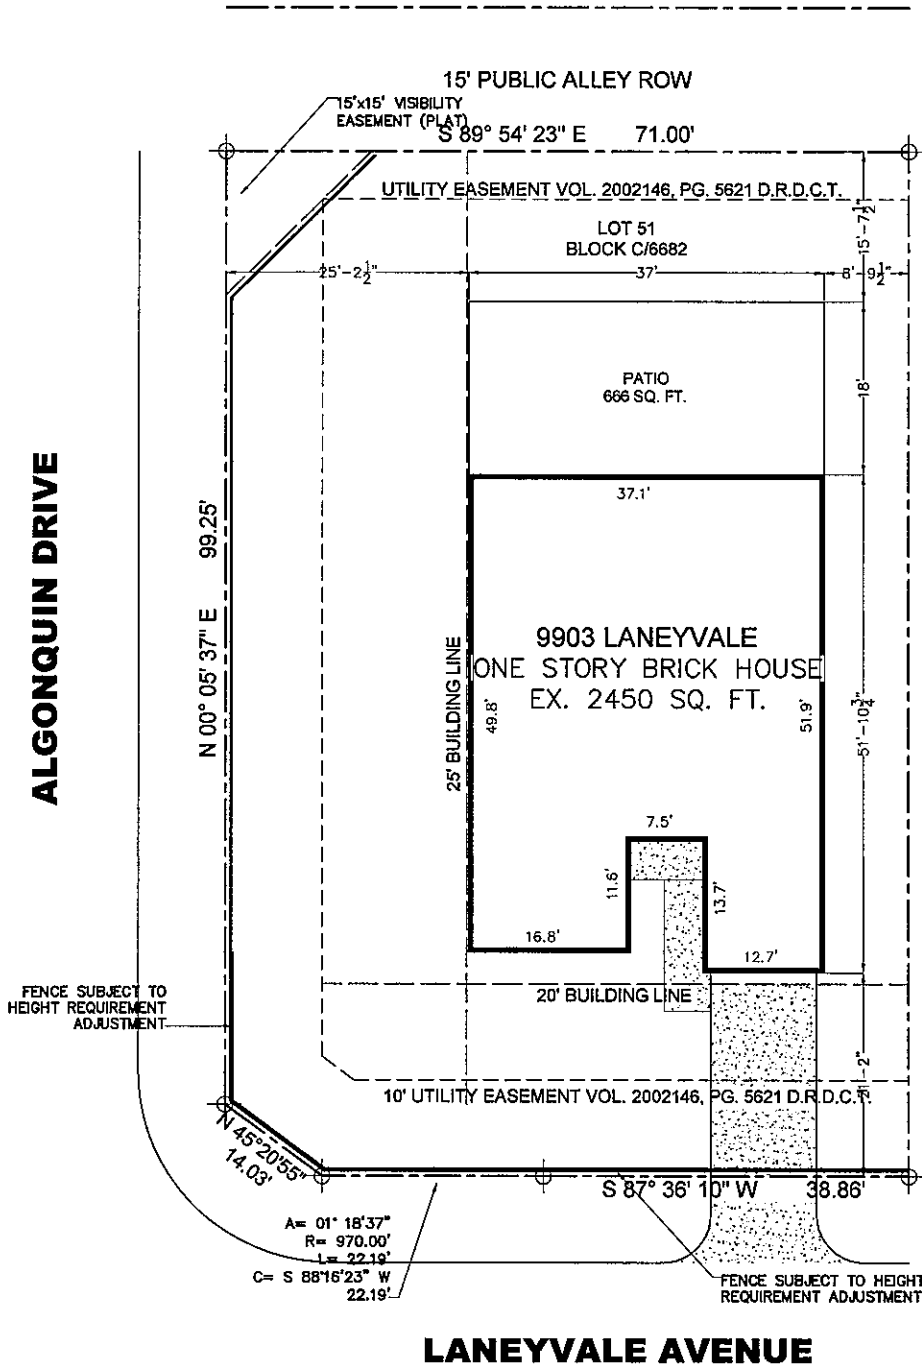 15' PUBLIC ALLEY ROW
15'x15' VISIBILITY
EASEMENT (PLAT)
S 89° 54' 23" E 71.00'
UTILITY EASEMENT VOL. 2002146, PG. 5621 D.R.D.C.T.
LOT 51
BLOCK C/6682
15'-7½"
25'-2½"
37'
8'-9½"
PATIO
666 SQ. FT.
18'
37.1'
ALGONQUIN DRIVE
N 00° 05' 37" E 99.25'
25' BUILDING LINE
9903 LANEYVALE
ONE STORY BRICK HOUSE
EX. 2450 SQ. FT.
49.8'
51.9'
51'-10¾"
7.5'
11.6'
13.7'
16.8'
12.7'
FENCE SUBJECT TO
HEIGHT REQUIREMENT
ADJUSTMENT
20' BUILDING LINE
10' UTILITY EASEMENT VOL. 2002146, PG. 5621 D.R.D.C.T.
N 45°20'55"
14.03'
S 87° 36' 10" W 38.86'
A= 01° 18'37"
R= 970.00'
L= 22.19'
C= S 88°16'23" W
22.19'
FENCE SUBJECT TO HEIGHT
REQUIREMENT ADJUSTMENT
LANEYVALE AVENUE